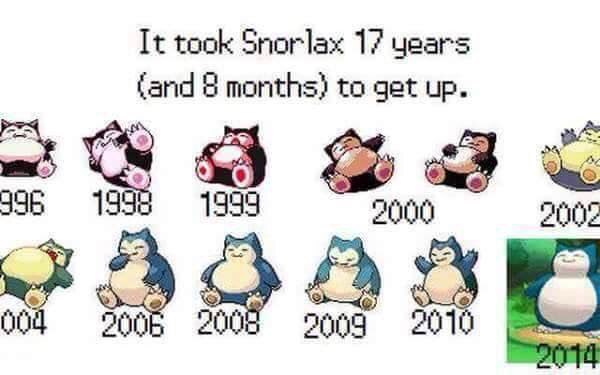 It took Snorlax 17 years
(and 8 months) to get up.
996 1998 1999 2000 2002
004 2006 2008 2009 2010 2014